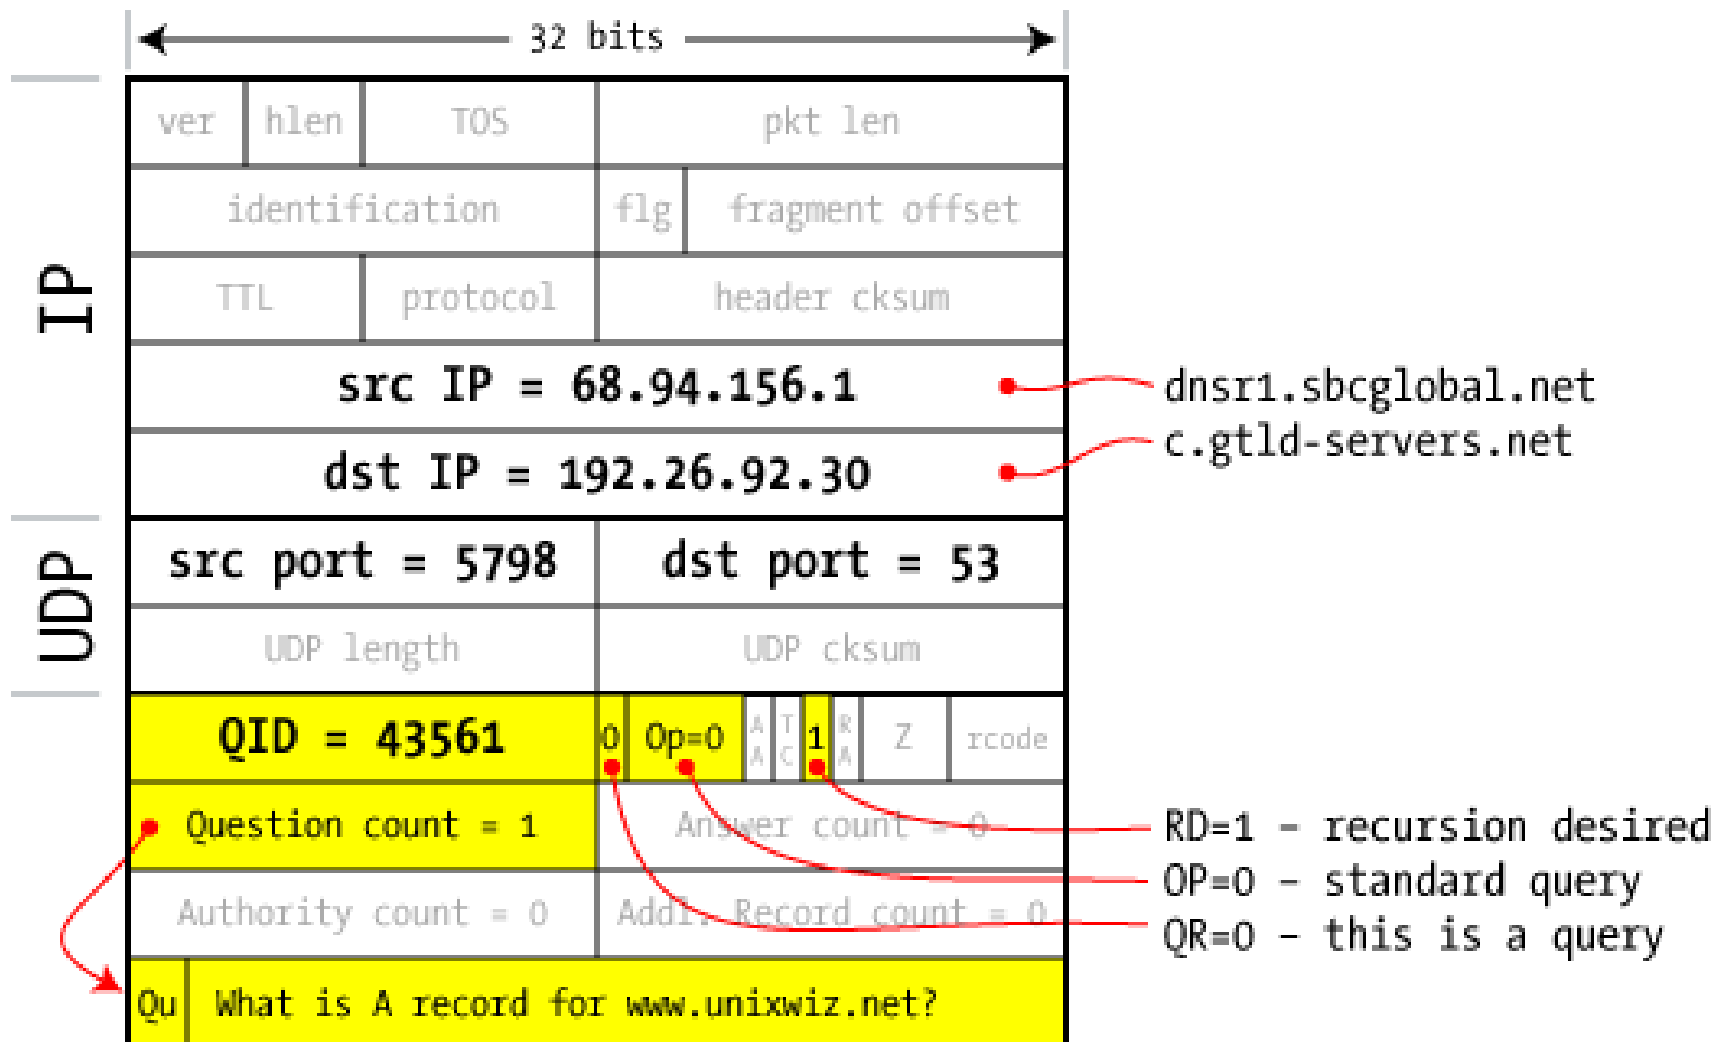 32 bits
ver hlen TOS pkt len
identification flg fragment offset
IP
TTL protocol header cksum
src IP = 68.94.156.1
dnsr1.sbcglobal.net
c.gtld-servers.net
dst IP = 192.26.92.30
UDP
src port = 5798 dst port = 53
UDP length UDP cksum
QID = 43561 0 Op=0 AA TC 1 RA Z rcode
Question count = 1 Answer count = 0
RD=1 – recursion desired
OP=0 – standard query
Authority count = 0 Addl. Record count = 0
QR=0 – this is a query
Qu What is A record for www.unixwiz.net?